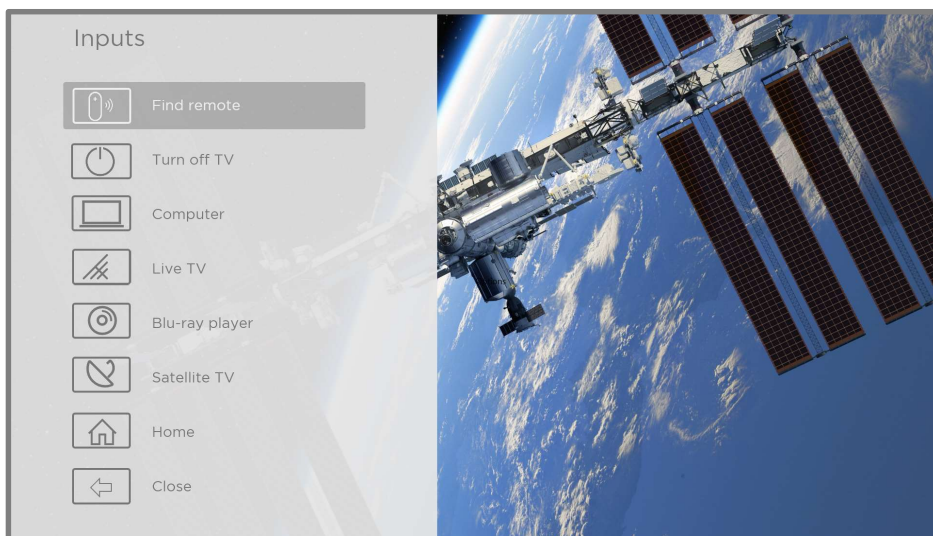 Inputs
Find remote
Turn off TV
Computer
Live TV
Blu-ray player
Satellite TV
Home
Close